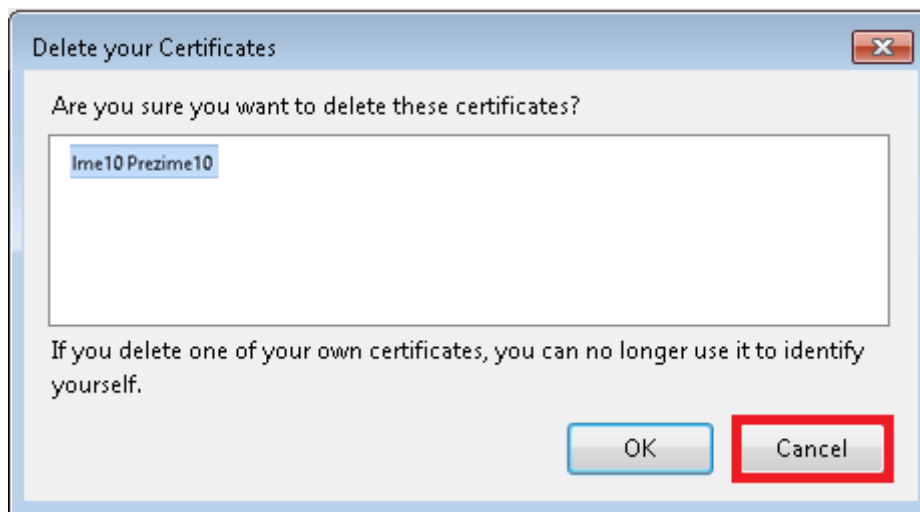 Delete your Certificates
Are you sure you want to delete these certificates?
Ime10 Prezime10
If you delete one of your own certificates, you can no longer use it to identify
yourself.
OK
Cancel